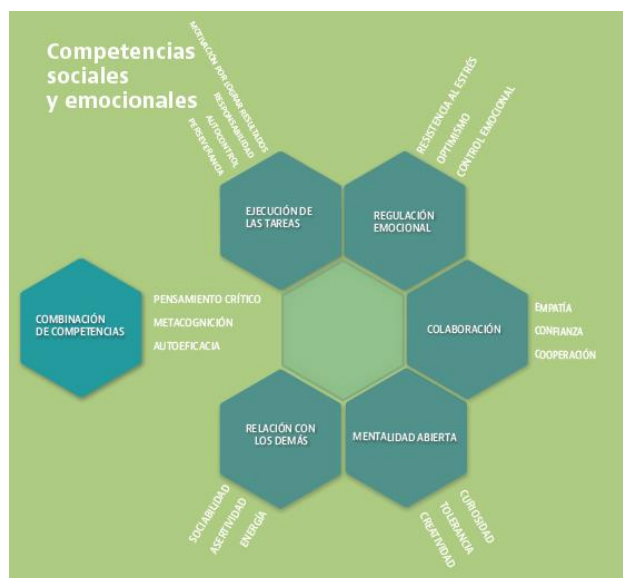 Competencias
sociales
y emocionales
MOTIVACIÓN POR LOGRAR RESULTADOS
RESPONSABILIDAD
AUTOCONTROL
PERSEVERANCIA
EJECUCIÓN DE
LAS TAREAS
RESISTENCIA AL ESTRÉS
OPTIMISMO
CONTROL EMOCIONAL
REGULACIÓN
EMOCIONAL
COMBINACIÓN
DE COMPETENCIAS
PENSAMIENTO CRÍTICO
METACOGNICIÓN
AUTOEFICACIA
COLABORACIÓN
EMPATÍA
CONFIANZA
COOPERACIÓN
RELACIÓN CON
LOS DEMÁS
SOCIABILIDAD
ASERTIVIDAD
ENERGÍA
MENTALIDAD ABIERTA
CURIOSIDAD
TOLERANCIA
CREATIVIDAD